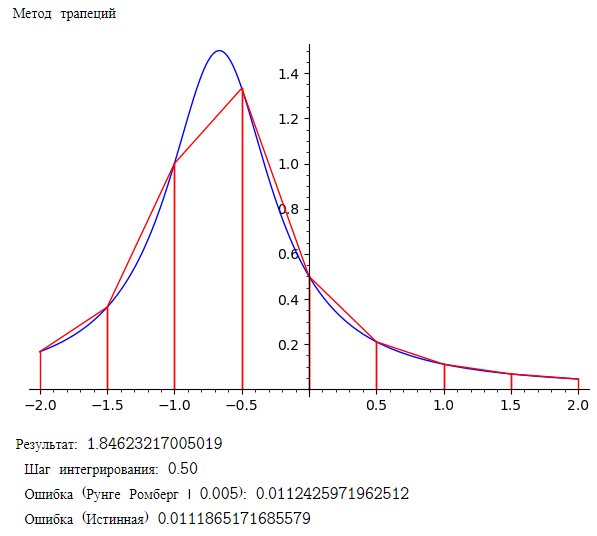 Метод трапеций
1.4
1.2
1.0
0.8
0.6
0.4
0.2
−2.0 −1.5 −1.0 −0.5 0.5 1.0 1.5 2.0
Результат: 1.84623217005019
Шаг интегрирования: 0.50
Ошибка (Рунге Ромберг | 0.005): 0.0112425971962512
Ошибка (Истинная) 0.0111865171685579